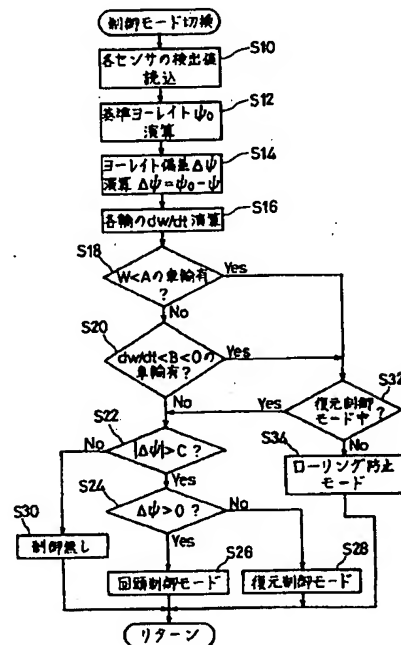 制御モード切換
S10
各センサの検出値
読込
S12
基準ヨーレイトψ₀
演算
S14
ヨーレイト偏差Δψ
演算 Δψ=ψ₀-ψ
S16
各輪のdw/dt演算
S18
W<Aの車輪有
?
Yes
No
S20
dw/dt<B<0の
車輪有?
Yes
No
S32
復元制御
モード中?
Yes
No
S22
|Δψ|>C?
No
Yes
S34
ローリング防止
モード
S24
Δψ>0?
No
Yes
S30
制御無し
S26
回頭制御モード
S28
復元制御モード
リターン